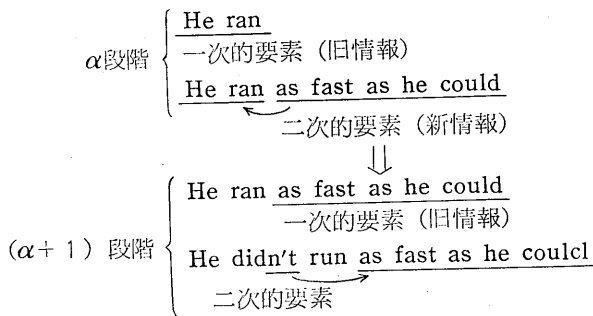 He ran
一次的要素（旧情報）
α段階
He ran as fast as he could
二次的要素（新情報）
⇓
He ran as fast as he could
一次的要素（旧情報）
(α＋１）段階
He didn't run as fast as he coulcl
二次的要素